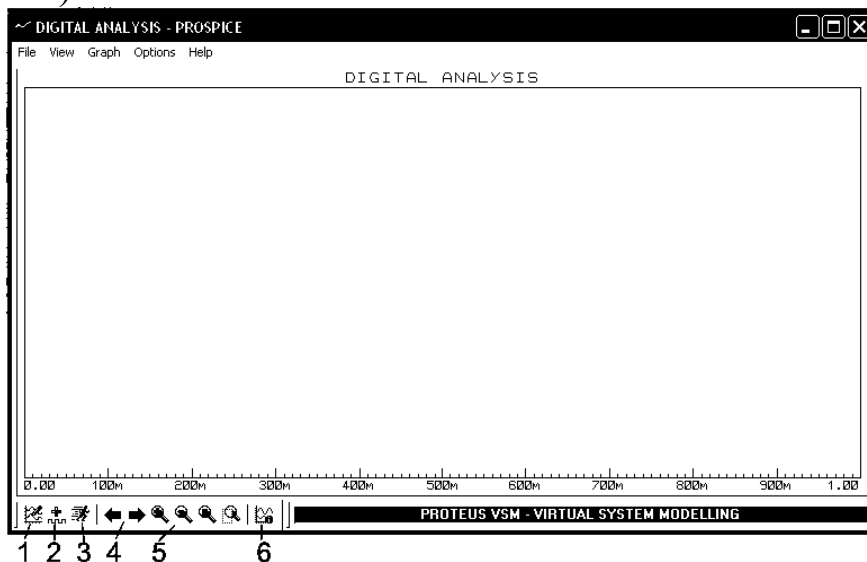 DIGITAL ANALYSIS - PROSPICE
File View Graph Options Help
DIGITAL ANALYSIS
0.00 100m 200m 300m 400m 500m 600m 700m 800m 900m 1.00
PROTEUS VSM - VIRTUAL SYSTEM MODELLING
1 2 3 4 5 6